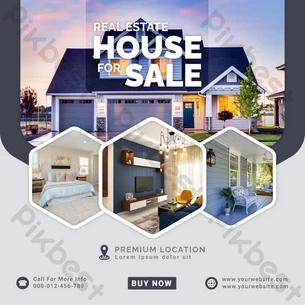 REAL ESTATE
HOUSE
FOR SALE
PREMIUM LOCATION
Lorem ipsum dolor
Call For More Info
000-012-456-789
BUY NOW
www.yourwebsite.com
www.yourwebsite.com
pikbest